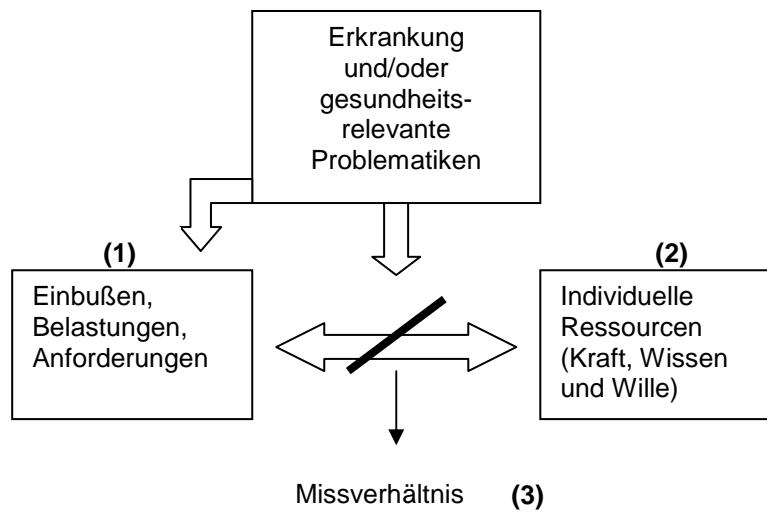 Erkrankung
und/oder
gesundheits-
relevante
Problematiken
(1)
Einbußen,
Belastungen,
Anforderungen
(2)
Individuelle
Ressourcen
(Kraft, Wissen
und Wille)
Missverhältnis (3)